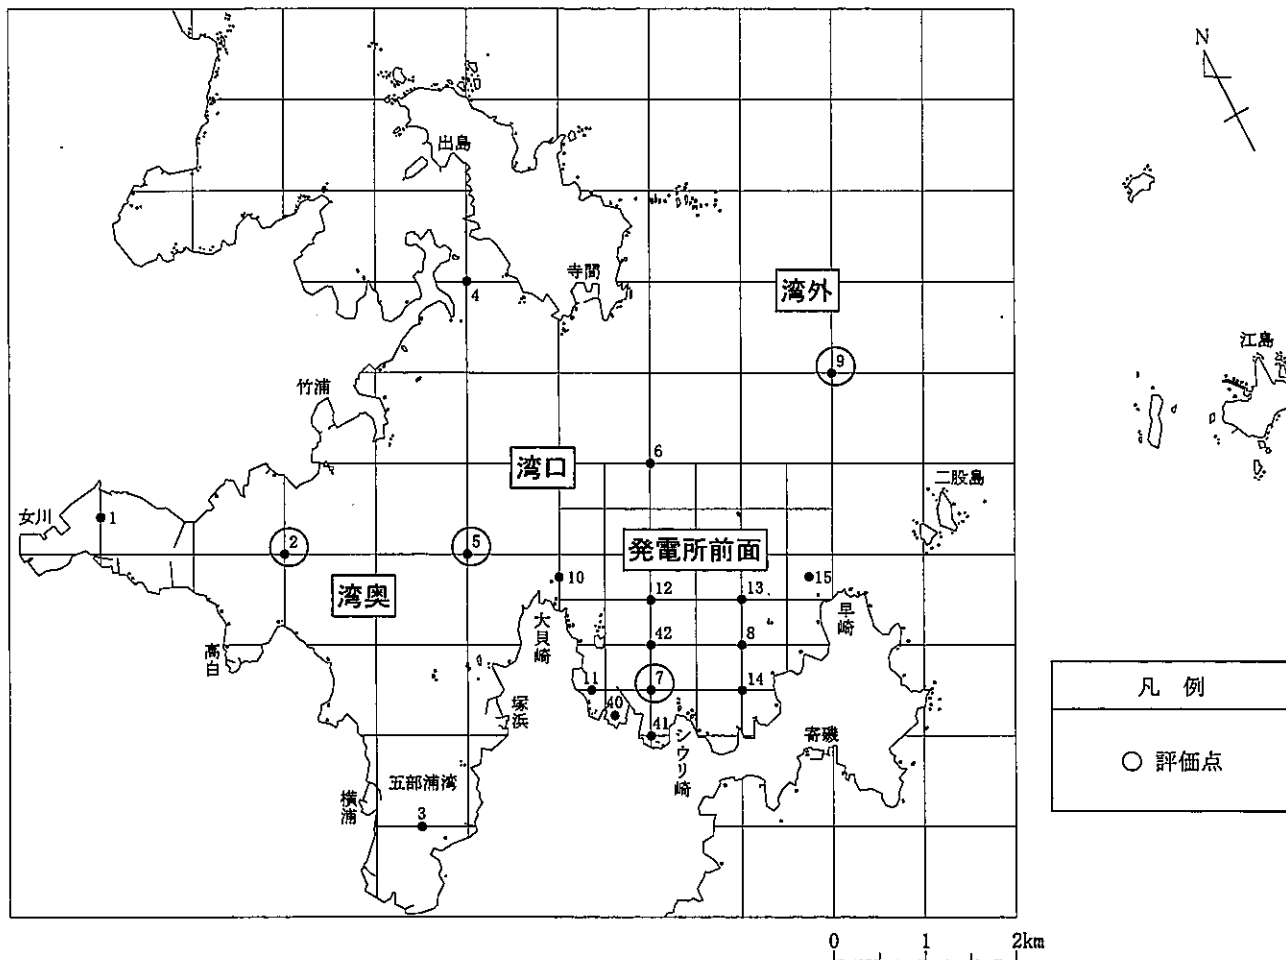 N
出島
寺間
4
湾外
江島
9
竹浦
湾口
6
二股島
女川
1
2
5
発電所前面
10
12
13
15
湾奥
大貝崎
早崎
42
8
高白
11
7
14
40
塚浜
41
シウリ崎
寄磯
五部浦湾
横浦
3
凡 例
○ 評価点
0 1 2km